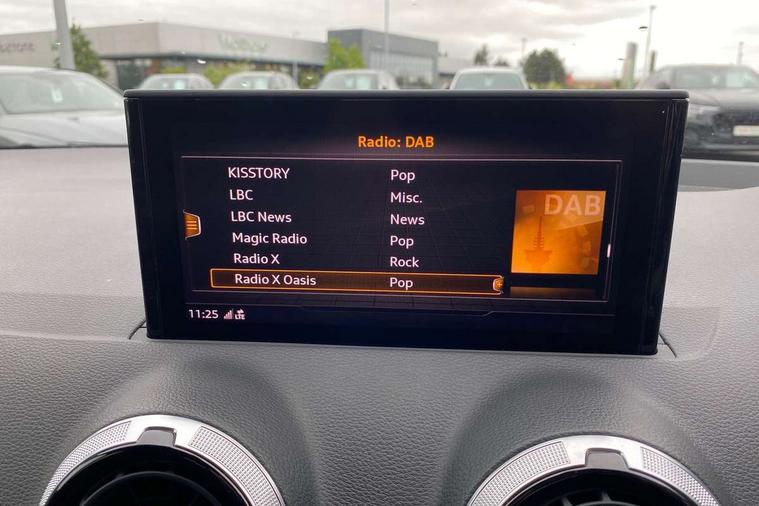 Radio: DAB
KISSTORY Pop
LBC Misc.
LBC News News
Magic Radio Pop
Radio X Rock
Radio X Oasis Pop
DAB
11:25 LTE